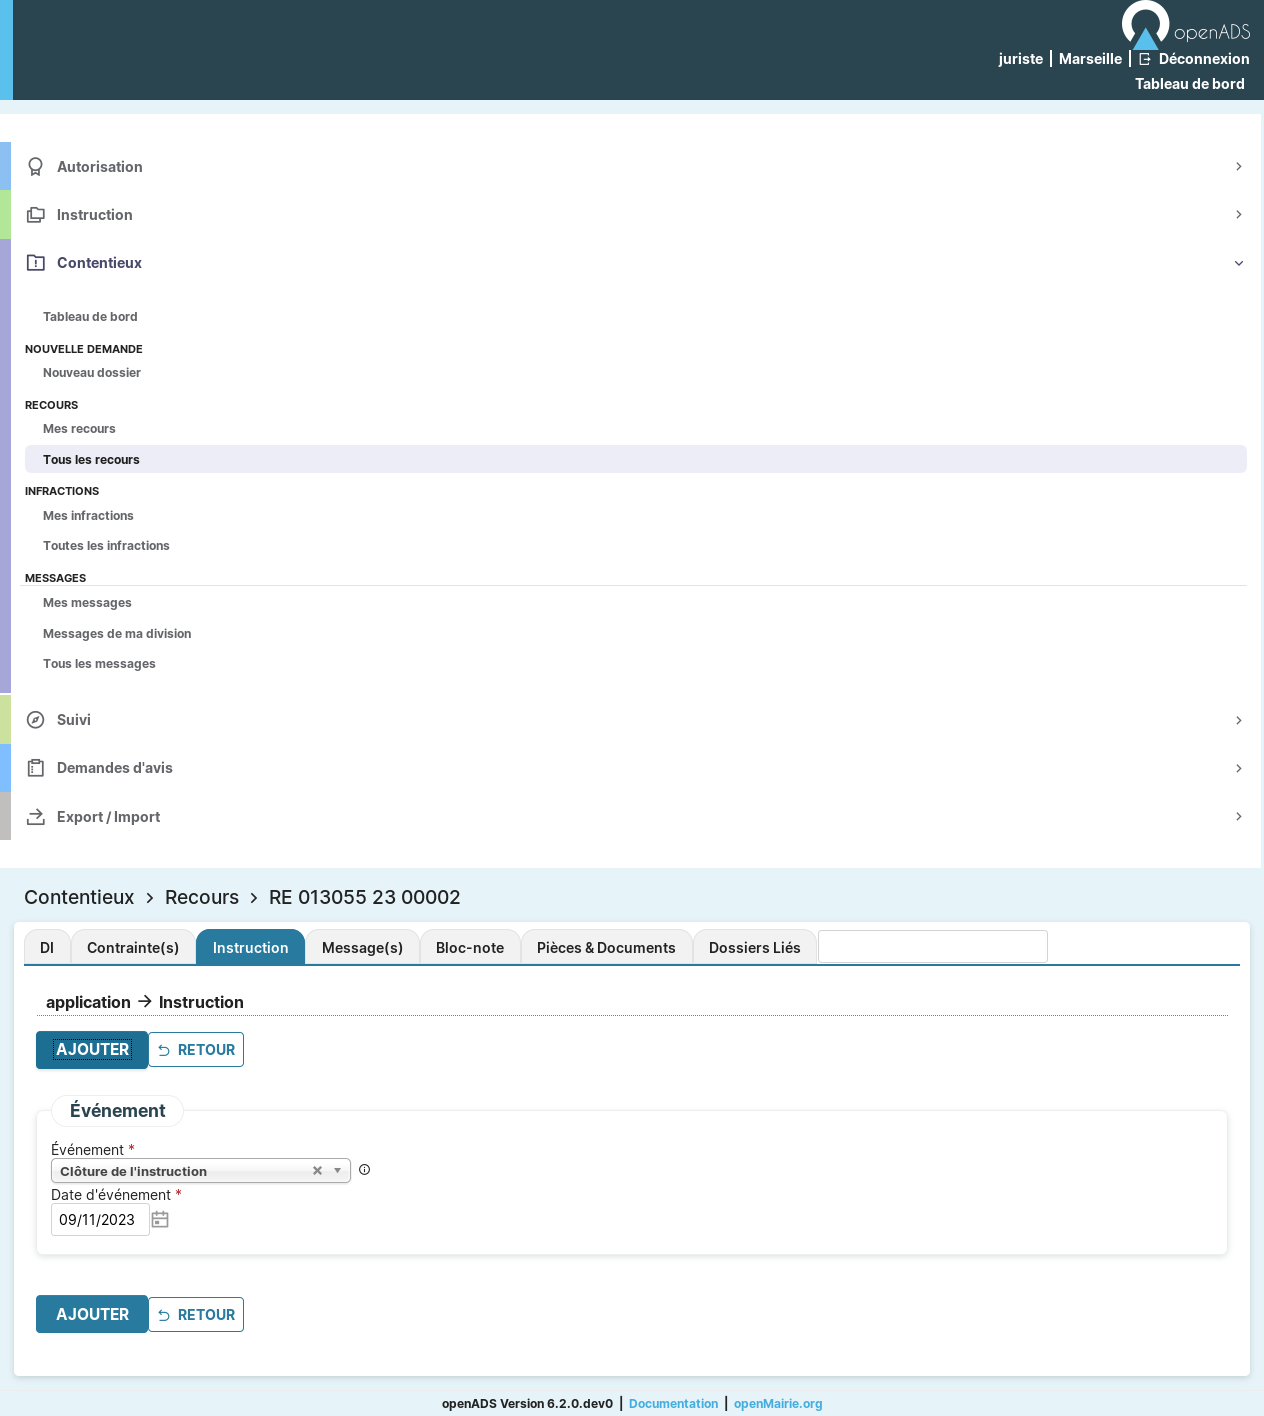 openADS
juriste | Marseille | Déconnexion
Tableau de bord
Autorisation
Instruction
Contentieux
Tableau de bord
NOUVELLE DEMANDE
Nouveau dossier
RECOURS
Mes recours
Tous les recours
INFRACTIONS
Mes infractions
Toutes les infractions
MESSAGES
Mes messages
Messages de ma division
Tous les messages
Suivi
Demandes d'avis
Export / Import
Contentieux > Recours > RE 013055 23 00002
DI Contrainte(s) Instruction Message(s) Bloc-note Pièces & Documents Dossiers Liés
application → Instruction
AJOUTER RETOUR
Événement
Événement *
Clôture de l'instruction
Date d'événement *
09/11/2023
AJOUTER RETOUR
openADS Version 6.2.0.dev0 | Documentation | openMairie.org